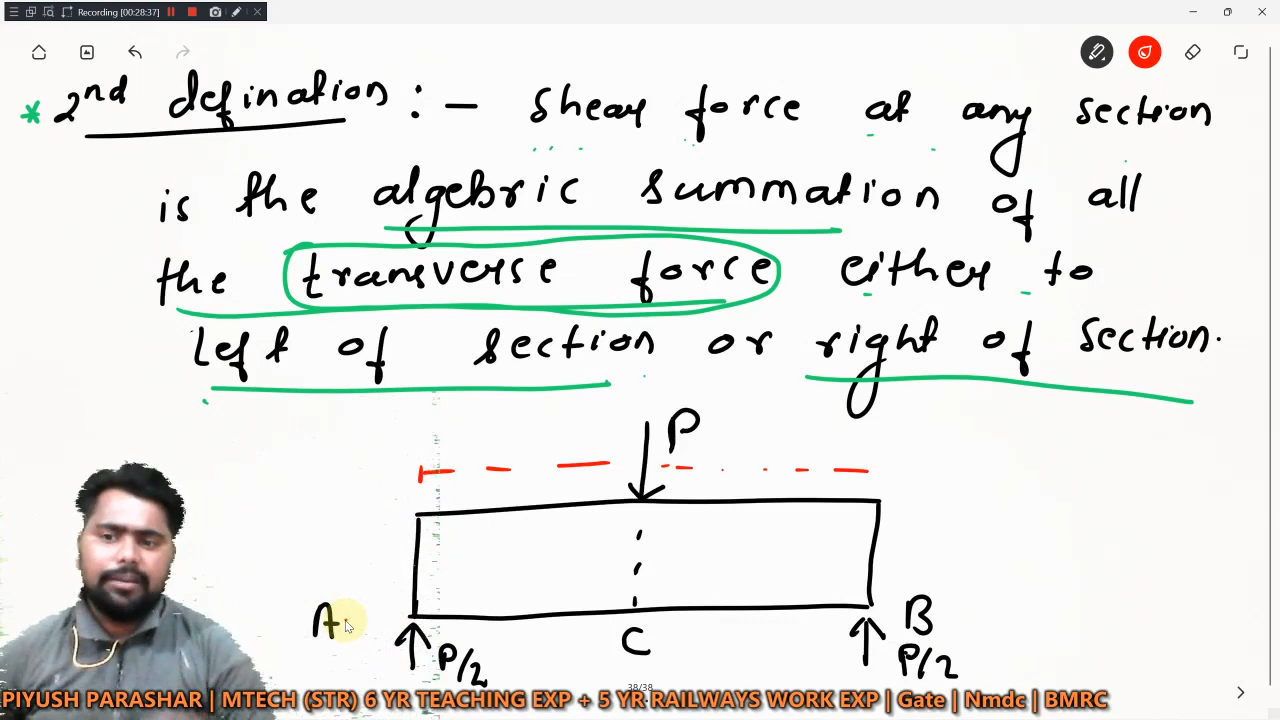 Recording [00:28:37]
* 2nd defination :- shear force at any section
is the algebric summation of all
the transverse force either to
left of section or right of section.
P
A
C
B
P/2
P/2
38/38
PIYUSH PARASHAR | MTECH (STR) 6 YR TEACHING EXP + 5 YR RAILWAYS WORK EXP | Gate | Nmdc | BMRC